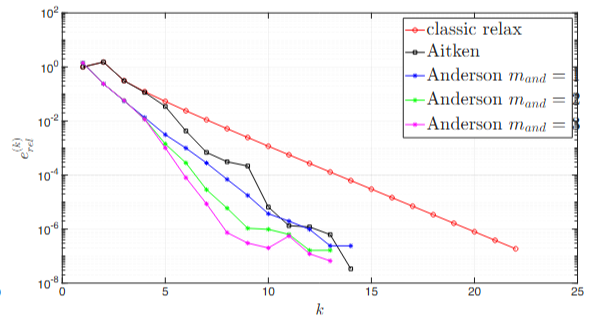 10^2
10^0
10^-2
10^-4
10^-6
10^-8
e_rel^(k)
0
5
10
15
20
25
k
classic relax
Aitken
Anderson m_and = 1
Anderson m_and = 2
Anderson m_and = 3